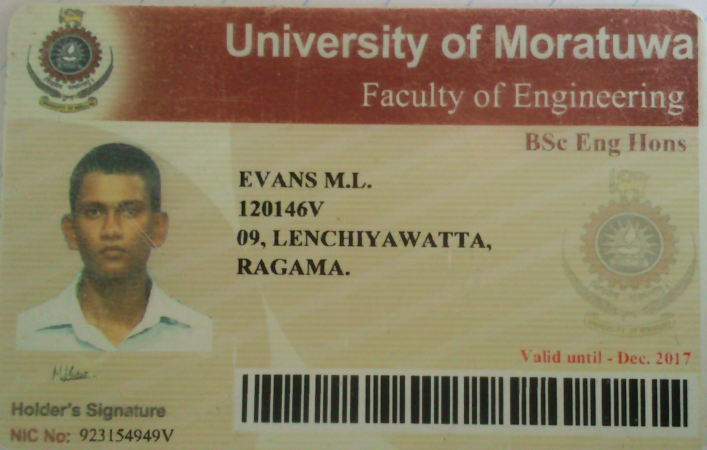 University of Moratuwa
Faculty of Engineering
BSc Eng Hons
EVANS M.L.
120146V
09, LENCHIYAWATTA,
RAGAMA.
Valid until - Dec. 2017
Holder's Signature
NIC No: 923154949V